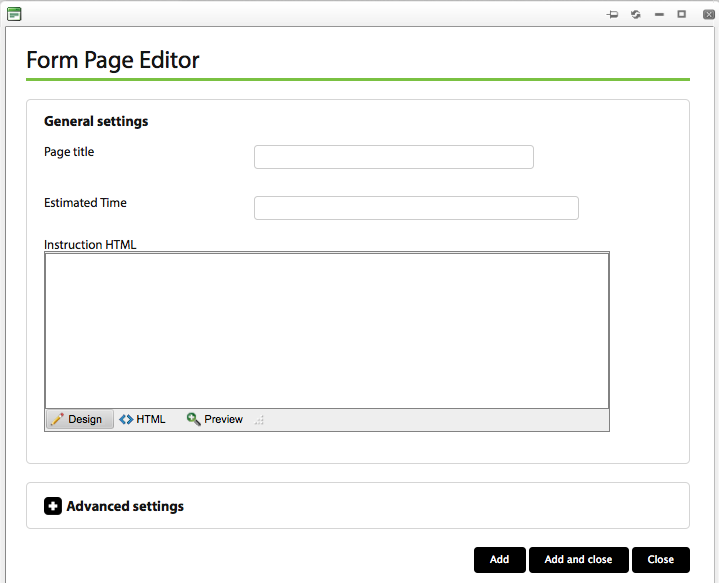 Form Page Editor
General settings
Page title
Estimated Time
Instruction HTML
Design HTML Preview
Advanced settings
Add Add and close Close